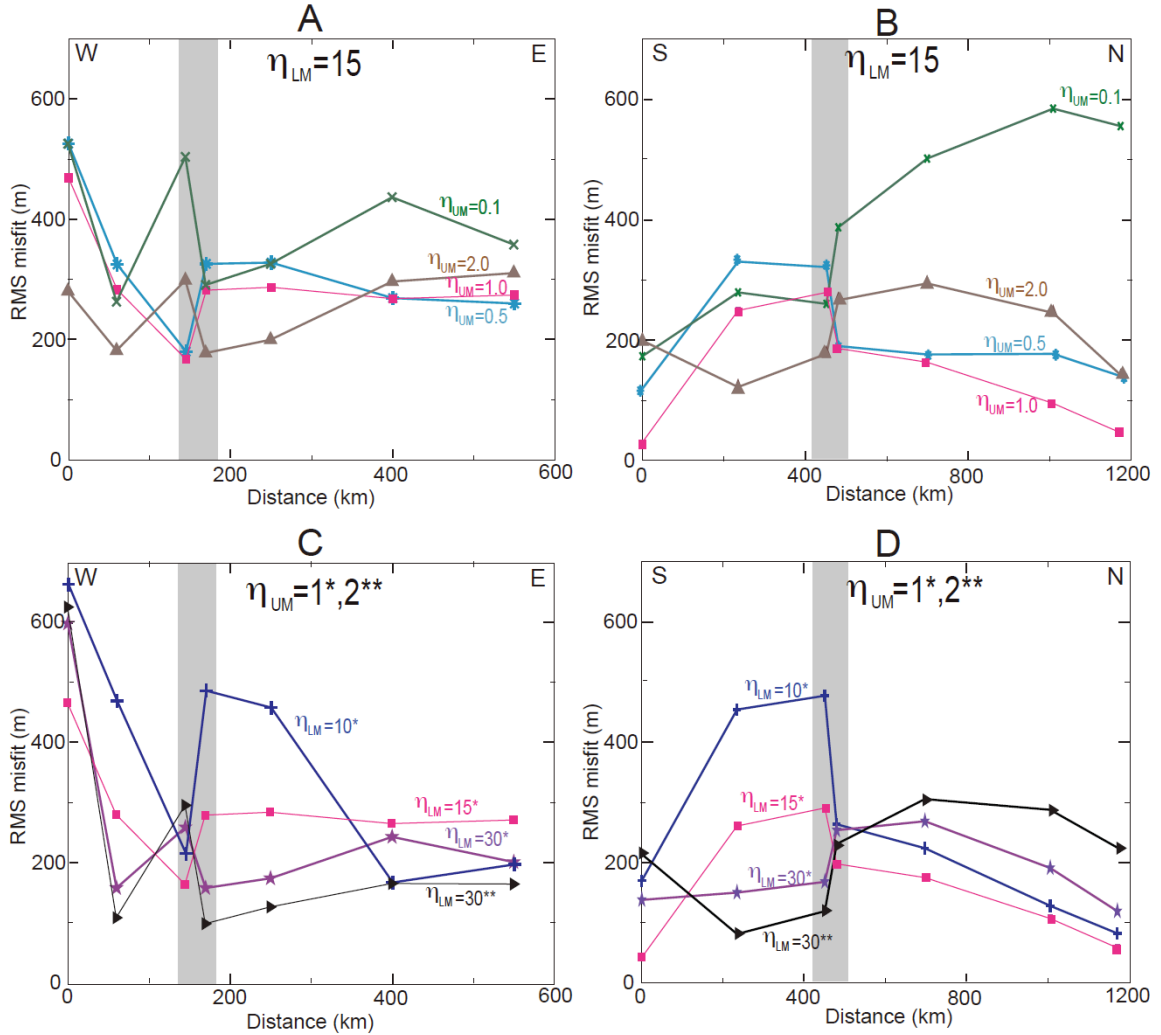 A
W
E
ηLM=15
600
400
200
0
RMS misfit (m)
ηUM=0.1
ηUM=2.0
ηUM=1.0
ηUM=0.5
0
200
400
600
Distance (km)
B
S
N
ηLM=15
600
400
200
0
RMS misfit (m)
ηUM=0.1
ηUM=2.0
ηUM=0.5
ηUM=1.0
0
400
800
1200
Distance (km)
C
W
E
ηUM=1*,2**
600
400
200
0
RMS misfit (m)
ηLM=10*
ηLM=15*
ηLM=30*
ηLM=30**
0
200
400
600
Distance (km)
D
S
N
ηUM=1*,2**
600
400
200
0
RMS misfit (m)
ηLM=10*
ηLM=15*
ηLM=30*
ηLM=30**
0
400
800
1200
Distance (km)